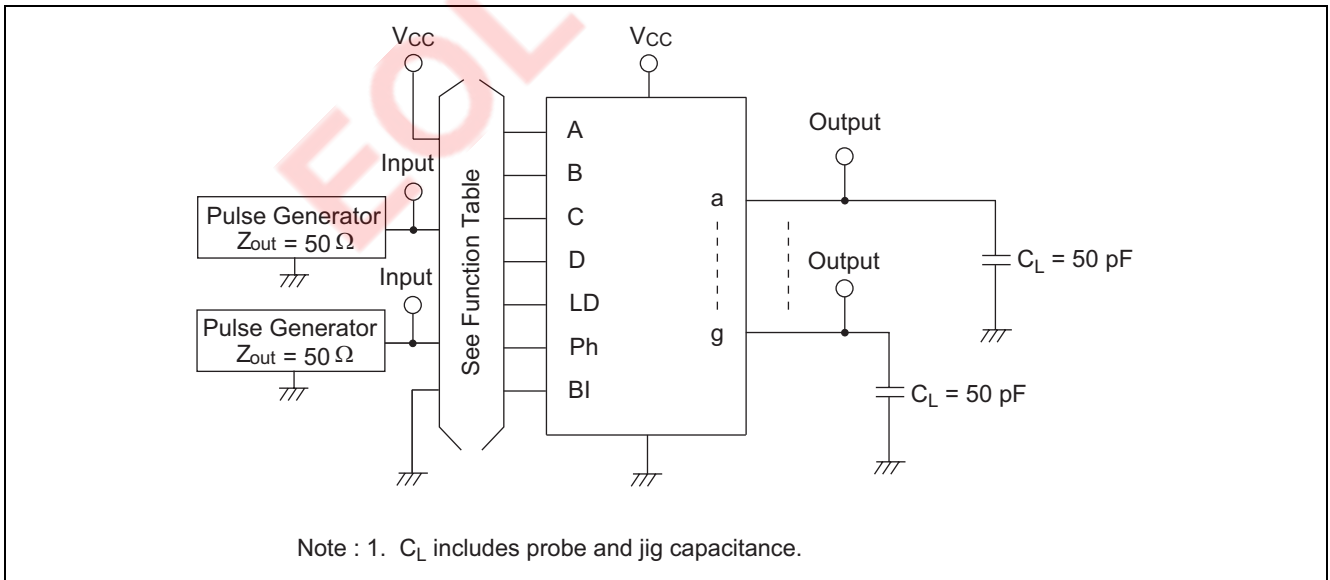 EOL
VCC
VCC
Output
Input
A
B
C
D
LD
Ph
BI
See Function Table
a
g
Pulse Generator
Zout = 50 Ω
Input
Pulse Generator
Zout = 50 Ω
Output
CL = 50 pF
CL = 50 pF
Note : 1. CL includes probe and jig capacitance.